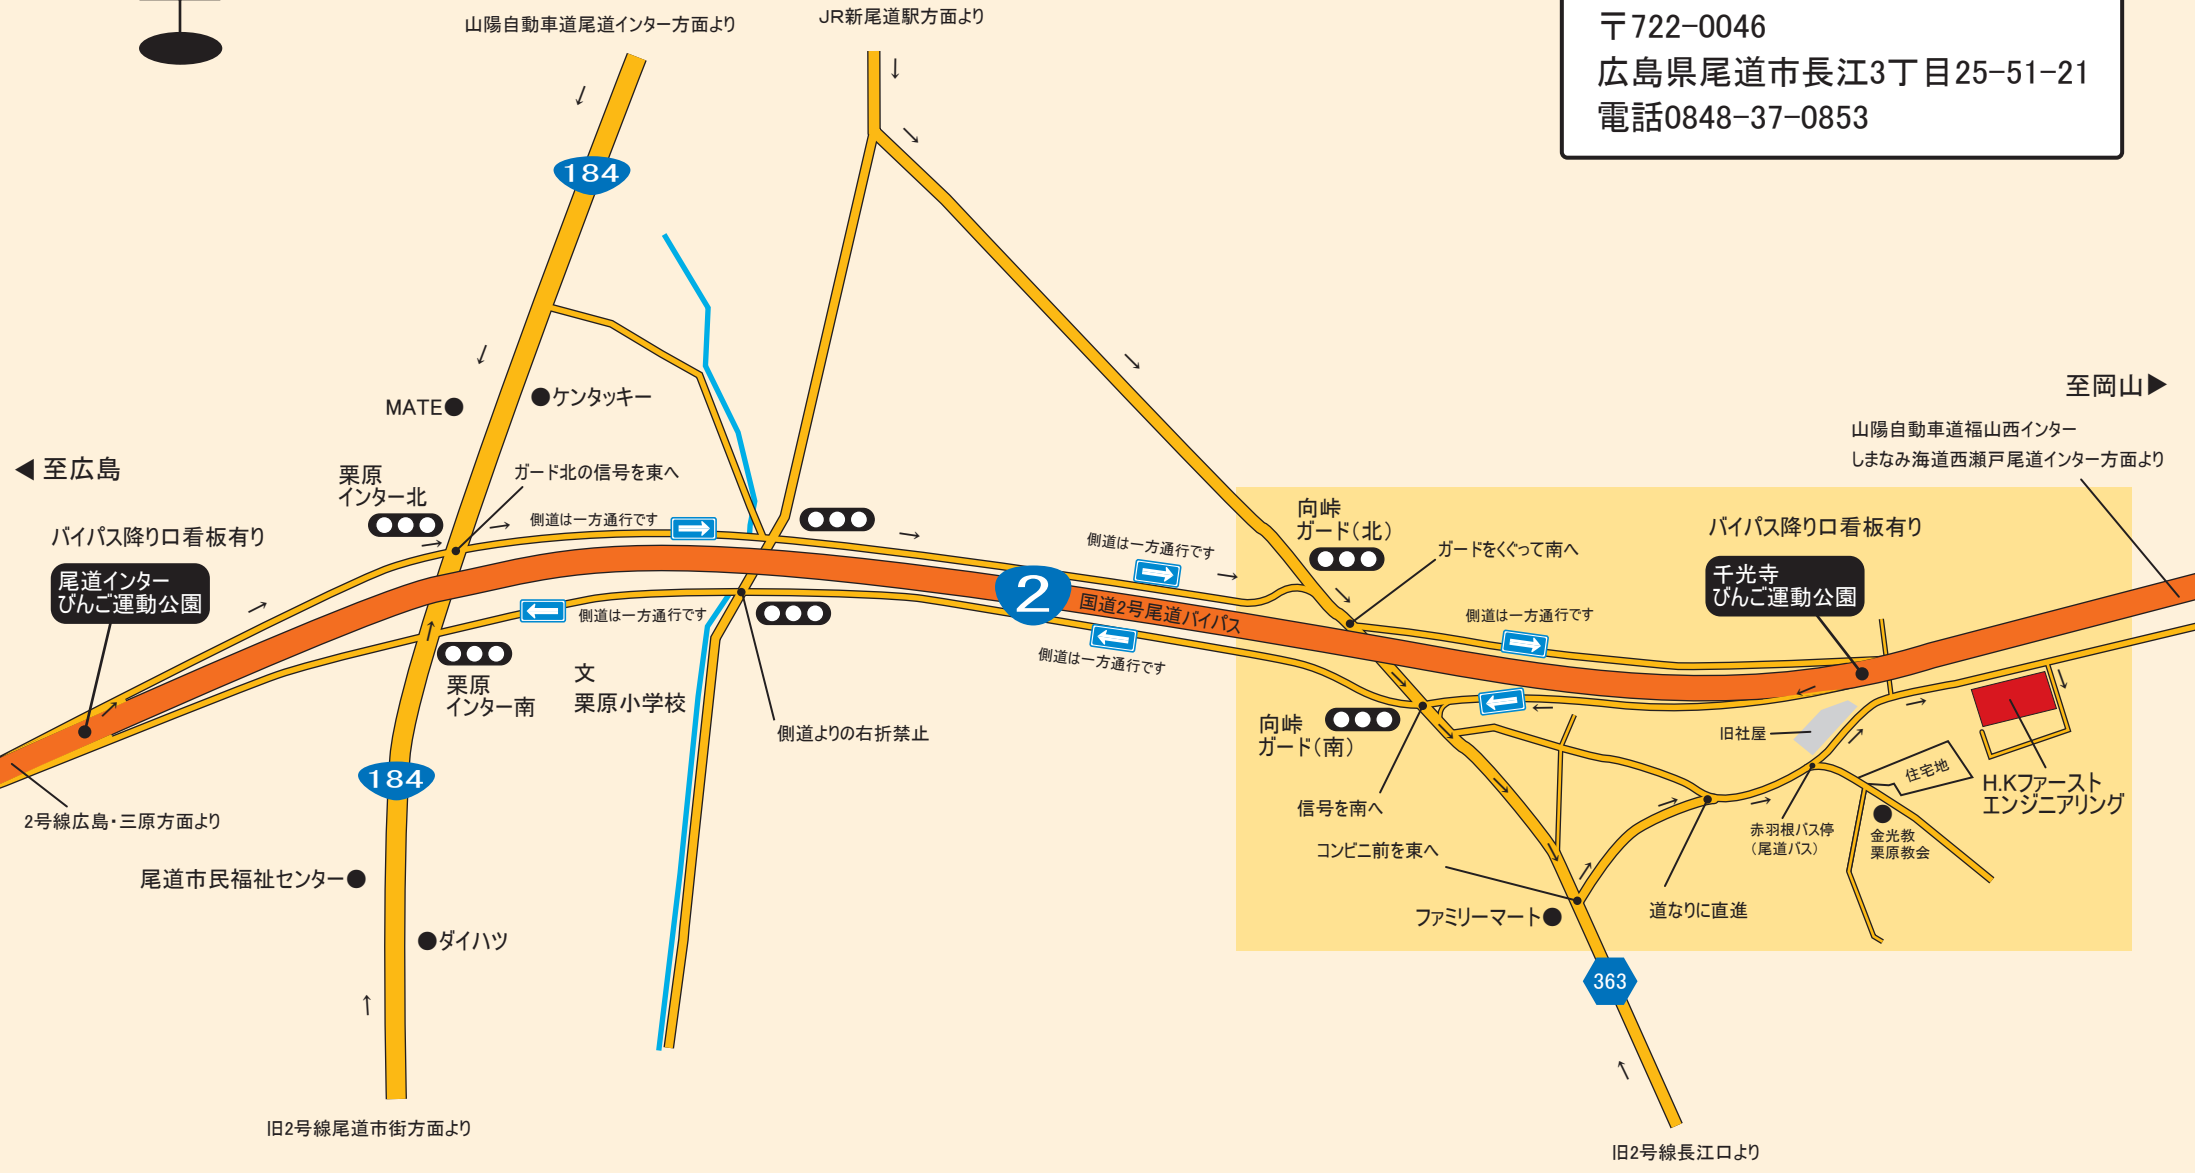 山陽自動車道尾道インター方面より
JR新尾道駅方面より
〒722-0046
広島県尾道市長江3丁目25-51-21
電話0848-37-0853
184
MATE
ケンタッキー
至岡山
山陽自動車道福山西インター
しまなみ海道西瀬戸尾道インター方面より
至広島
栗原
インター北
ガード北の信号を東へ
側道は一方通行です
バイパス降り口看板有り
尾道インター
びんご運動公園
向峠
ガード（北）
側道は一方通行です
ガードをくぐって南へ
バイパス降り口看板有り
千光寺
びんご運動公園
2
国道2号尾道バイパス
側道は一方通行です
側道は一方通行です
側道は一方通行です
栗原
インター南
文
栗原小学校
側道よりの右折禁止
向峠
ガード（南）
旧社屋
住宅地
H.Kファースト
エンジニアリング
184
2号線広島・三原方面より
信号を南へ
コンビニ前を東へ
赤羽根バス停
（尾道バス）
金光教
栗原教会
尾道市民福祉センター
ファミリーマート
道なりに直進
ダイハツ
363
旧2号線尾道市街方面より
旧2号線長江口より